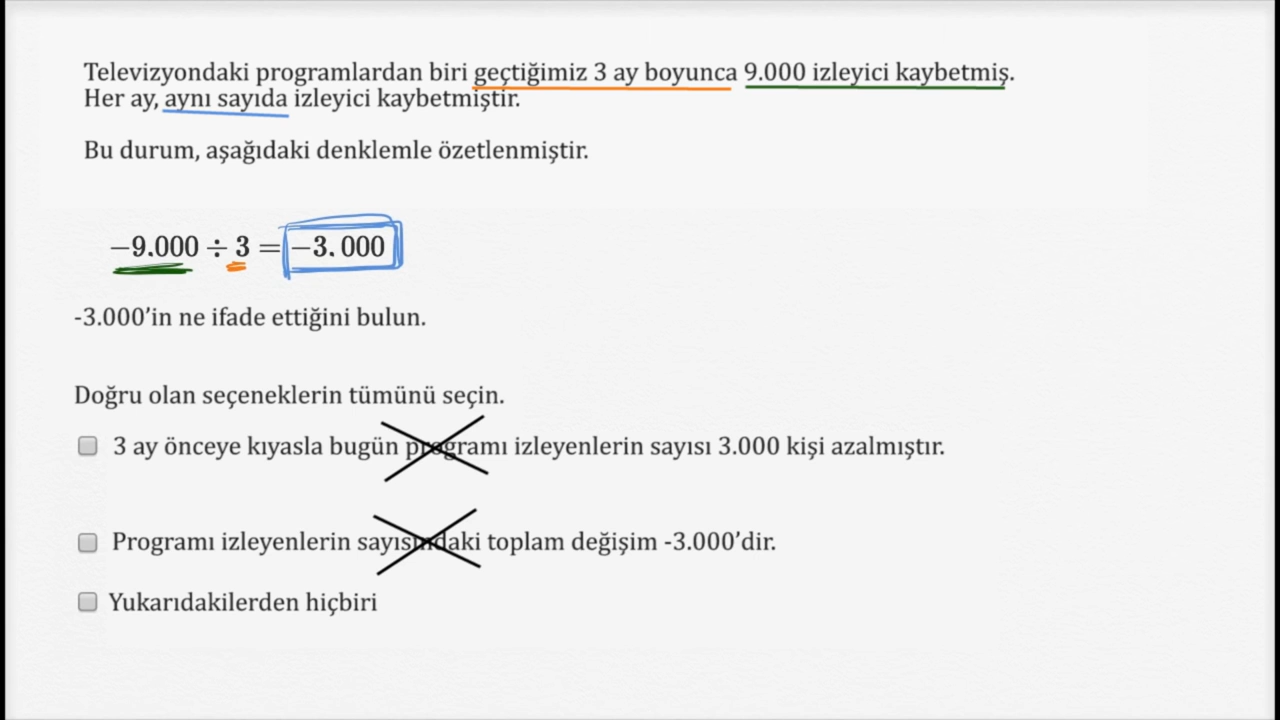 Televizyondaki programlardan biri geçtiğimiz 3 ay boyunca 9.000 izleyici kaybetmiş.
Her ay, aynı sayıda izleyici kaybetmiştir.
Bu durum, aşağıdaki denklemle özetlenmiştir.
−9.000 ÷ 3 = −3. 000
-3.000’in ne ifade ettiğini bulun.
Doğru olan seçeneklerin tümünü seçin.
3 ay önceye kıyasla bugün programı izleyenlerin sayısı 3.000 kişi azalmıştır.
Programı izleyenlerin sayısındaki toplam değişim -3.000’dir.
Yukarıdakilerden hiçbiri